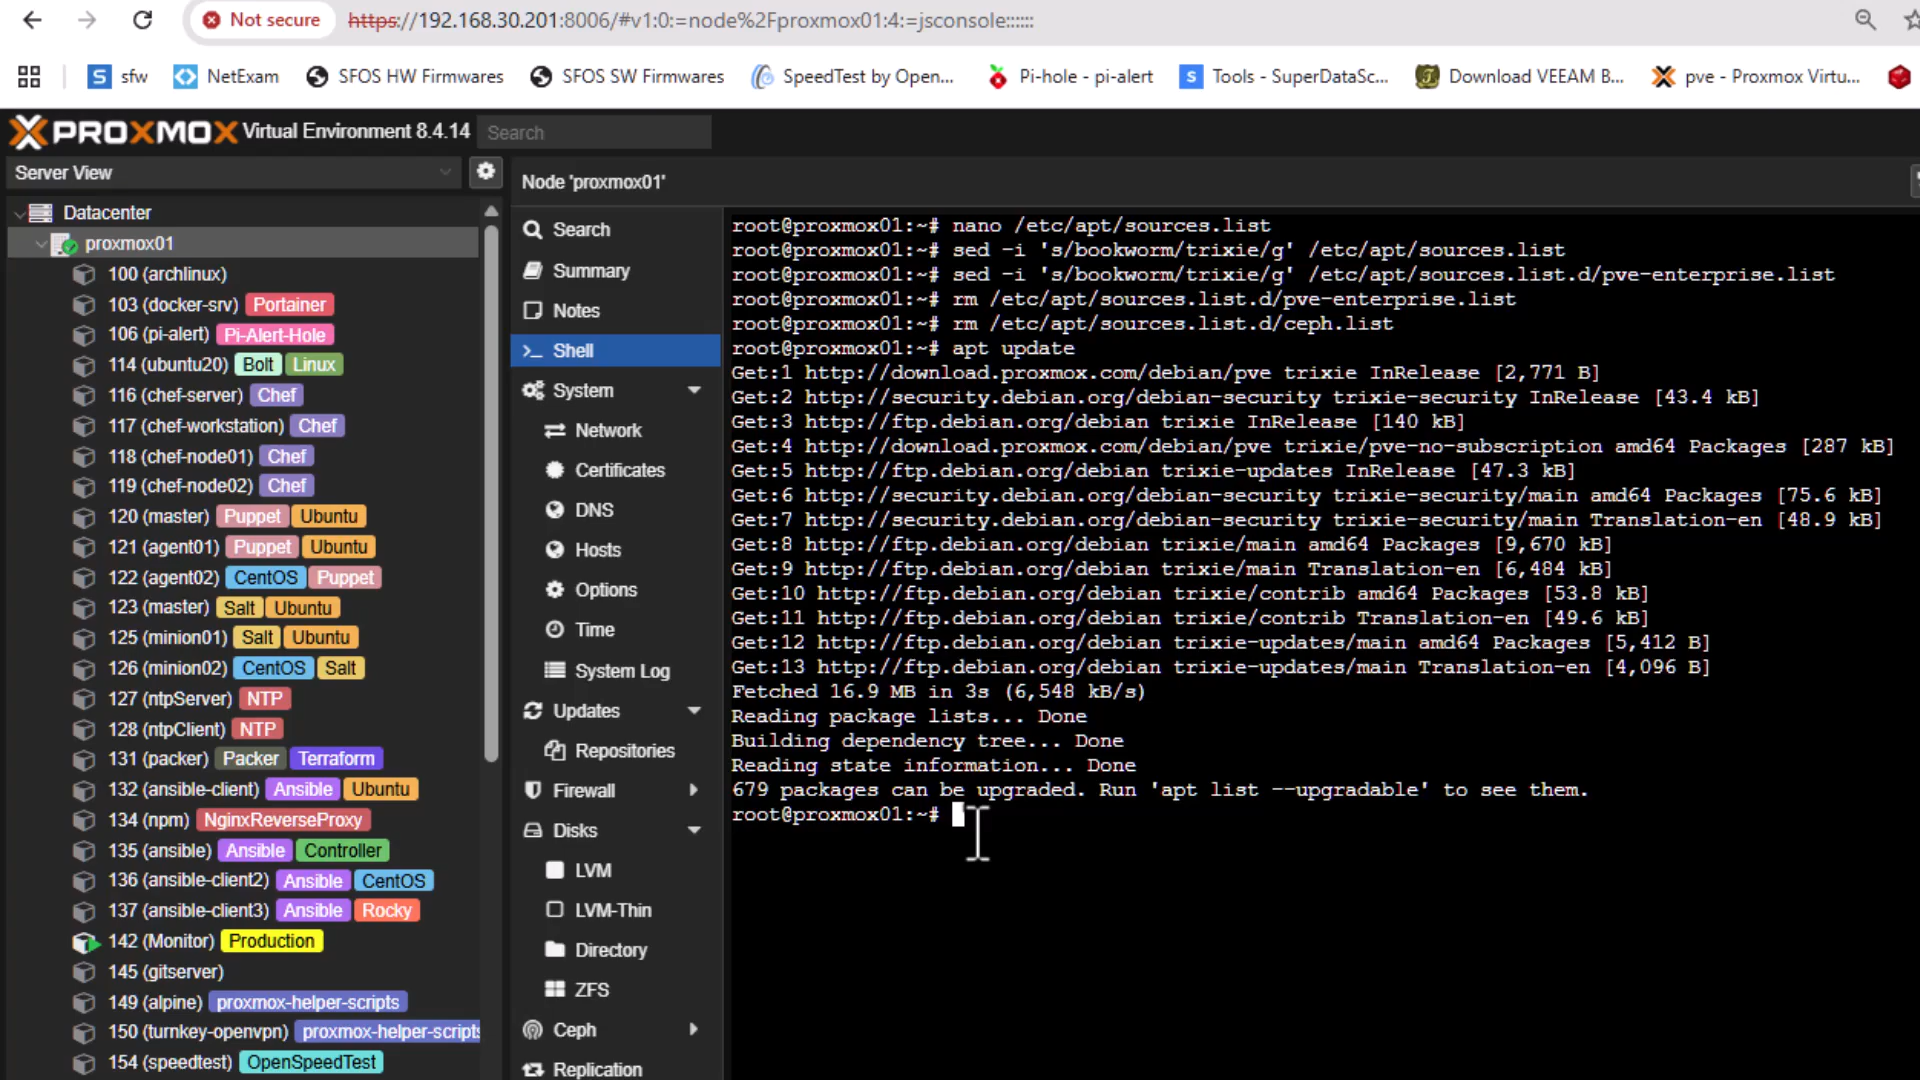 Not secure https://192.168.30.201:8006/#v1:0:=node%2Fproxmox01:4:=jsconsole::::::
sfw NetExam SFOS HW Firmwares SFOS SW Firmwares SpeedTest by Open... Pi-hole - pi-alert Tools - SuperDataSc... Download VEEAM B... pve - Proxmox Virtu...
PROXMOX Virtual Environment 8.4.14 Search
Server View
Datacenter
proxmox01
100 (archlinux)
103 (docker-srv) Portainer
106 (pi-alert) Pi-Alert-Hole
114 (ubuntu20) Bolt Linux
116 (chef-server) Chef
117 (chef-workstation) Chef
118 (chef-node01) Chef
119 (chef-node02) Chef
120 (master) Puppet Ubuntu
121 (agent01) Puppet Ubuntu
122 (agent02) CentOS Puppet
123 (master) Salt Ubuntu
125 (minion01) Salt Ubuntu
126 (minion02) CentOS Salt
127 (ntpServer) NTP
128 (ntpClient) NTP
131 (packer) Packer Terraform
132 (ansible-client) Ansible Ubuntu
134 (npm) NginxReverseProxy
135 (ansible) Ansible Controller
136 (ansible-client2) Ansible CentOS
137 (ansible-client3) Ansible Rocky
142 (Monitor) Production
145 (gitserver)
149 (alpine) proxmox-helper-scripts
150 (turnkey-openvpn) proxmox-helper-scripts
154 (speedtest) OpenSpeedTest
Node 'proxmox01'
Search
Summary
Notes
Shell
System
Network
Certificates
DNS
Hosts
Options
Time
System Log
Updates
Repositories
Firewall
Disks
LVM
LVM-Thin
Directory
ZFS
Ceph
Replication
root@proxmox01:~# nano /etc/apt/sources.list
root@proxmox01:~# sed -i 's/bookworm/trixie/g' /etc/apt/sources.list
root@proxmox01:~# sed -i 's/bookworm/trixie/g' /etc/apt/sources.list.d/pve-enterprise.list
root@proxmox01:~# rm /etc/apt/sources.list.d/pve-enterprise.list
root@proxmox01:~# rm /etc/apt/sources.list.d/ceph.list
root@proxmox01:~# apt update
Get:1 http://download.proxmox.com/debian/pve trixie InRelease [2,771 B]
Get:2 http://security.debian.org/debian-security trixie-security InRelease [43.4 kB]
Get:3 http://ftp.debian.org/debian trixie InRelease [140 kB]
Get:4 http://download.proxmox.com/debian/pve trixie/pve-no-subscription amd64 Packages [287 kB]
Get:5 http://ftp.debian.org/debian trixie-updates InRelease [47.3 kB]
Get:6 http://security.debian.org/debian-security trixie-security/main amd64 Packages [75.6 kB]
Get:7 http://security.debian.org/debian-security trixie-security/main Translation-en [48.9 kB]
Get:8 http://ftp.debian.org/debian trixie/main amd64 Packages [9,670 kB]
Get:9 http://ftp.debian.org/debian trixie/main Translation-en [6,484 kB]
Get:10 http://ftp.debian.org/debian trixie/contrib amd64 Packages [53.8 kB]
Get:11 http://ftp.debian.org/debian trixie/contrib Translation-en [49.6 kB]
Get:12 http://ftp.debian.org/debian trixie-updates/main amd64 Packages [5,412 B]
Get:13 http://ftp.debian.org/debian trixie-updates/main Translation-en [4,096 B]
Fetched 16.9 MB in 3s (6,548 kB/s)
Reading package lists... Done
Building dependency tree... Done
Reading state information... Done
679 packages can be upgraded. Run 'apt list --upgradable' to see them.
root@proxmox01:~#